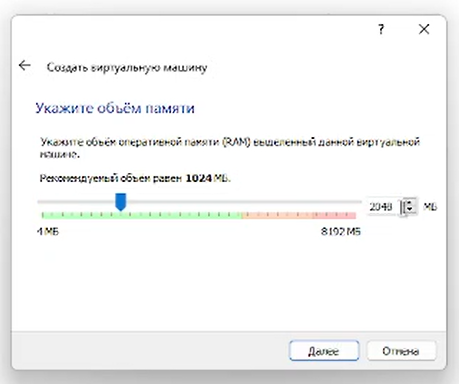 ?
Создать виртуальную машину
Укажите объём памяти
Укажите объём оперативной памяти (RAM) выделенный данной виртуальной
машине.
Рекомендуемый объем равен 1024 МБ.
2048 МБ
4 МБ 8192 МБ
Далее Отмена